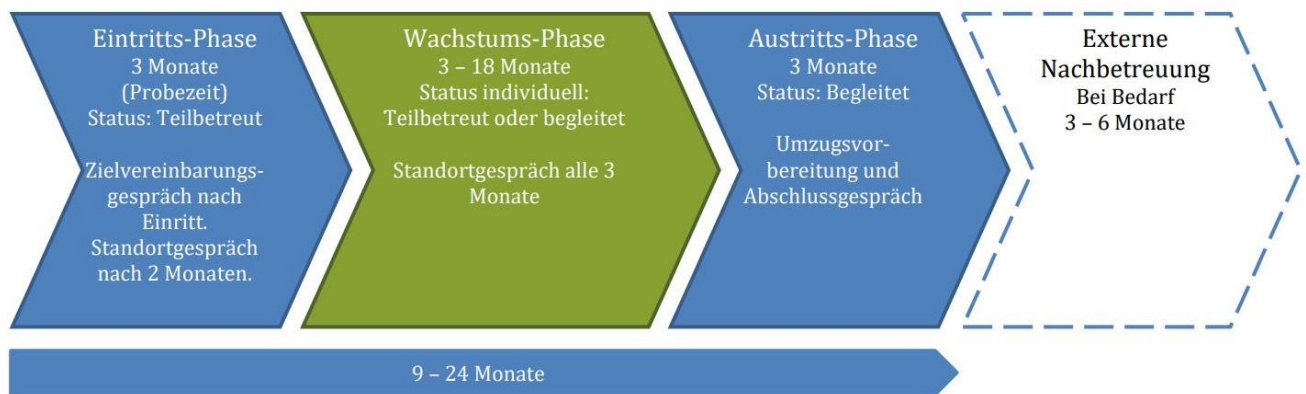 Eintritts-Phase
3 Monate
(Probezeit)
Status: Teilbetreut
Zielvereinbarungs-
gespräch nach
Eintritt.
Standortgespräch
nach 2 Monaten.
Wachstums-Phase
3 – 18 Monate
Status individuell:
Teilbetreut oder begleitet
Standortgespräch alle 3
Monate
Austritts-Phase
3 Monate
Status: Begleitet
Umzugsvor-
bereitung und
Abschlussgespräch
Externe
Nachbetreuung
Bei Bedarf
3 – 6 Monate
9 – 24 Monate